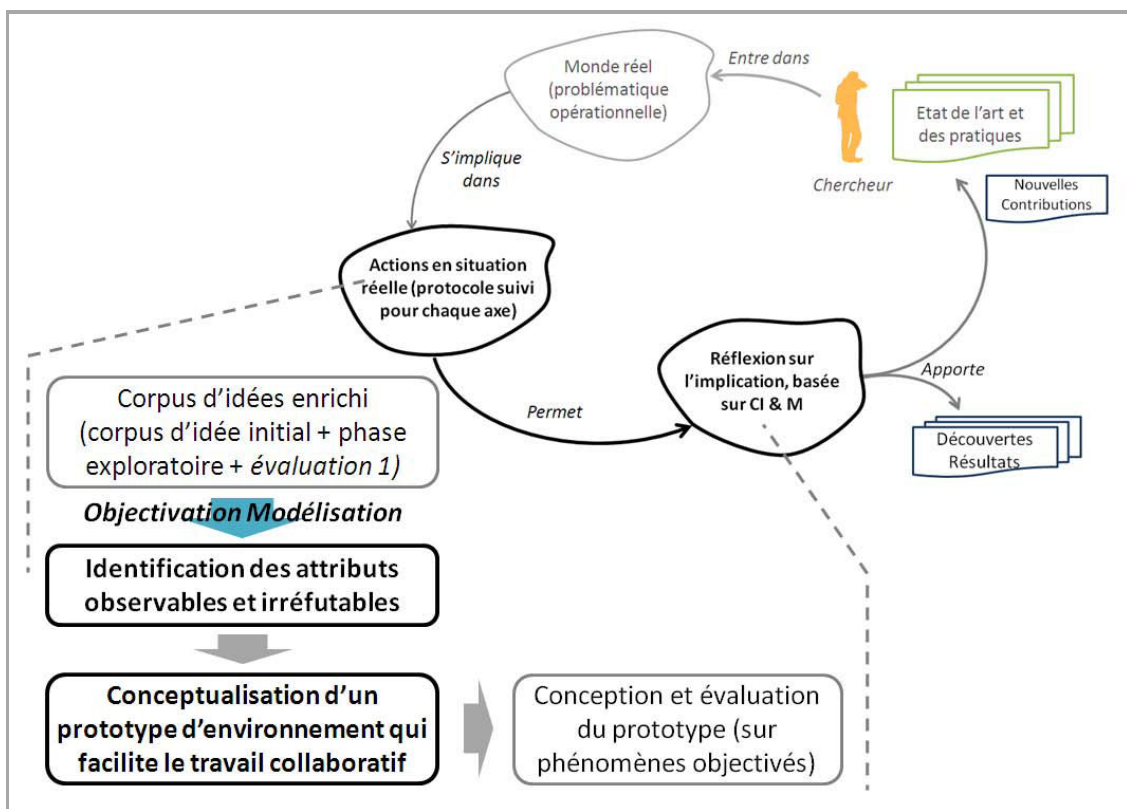 Entre dans
Monde réel
(problématique
opérationnelle)
Etat de l'art et
des pratiques
Chercheur
S'implique
dans
Nouvelles
Contributions
Actions en situation
réelle (protocole suivi
pour chaque axe)
Réflexion sur
l'implication, basée
sur CI & M
Apporte
Permet
Découvertes
Résultats
Corpus d'idées enrichi
(corpus d'idée initial + phase
exploratoire + évaluation 1)
Objectivation Modélisation
Identification des attributs
observables et irréfutables
Conceptualisation d'un
prototype d'environnement qui
facilite le travail collaboratif
Conception et évaluation
du prototype (sur
phénomènes objectivés)